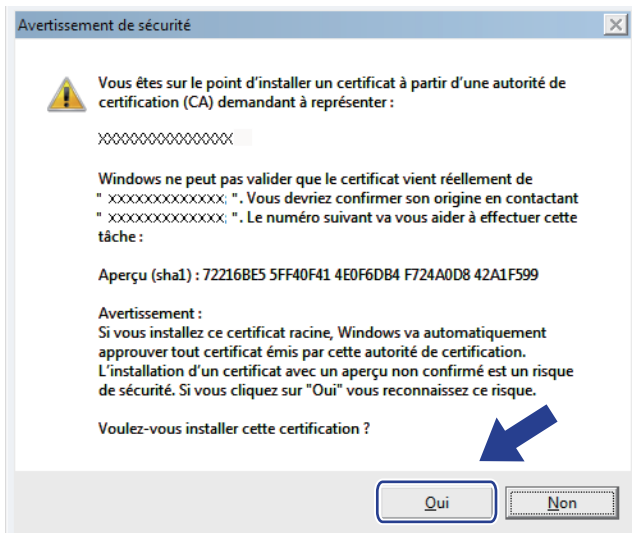 Avertissement de sécurité
Vous êtes sur le point d'installer un certificat à partir d'une autorité de
certification (CA) demandant à représenter :
XXXXXXXXXXXXXXX
Windows ne peut pas valider que le certificat vient réellement de
" XXXXXXXXXXXXX; ". Vous devriez confirmer son origine en contactant
" XXXXXXXXXXXXX; ". Le numéro suivant va vous aider à effectuer cette
tâche :
Aperçu (sha1) : 72216BE5 5FF40F41 4E0F6DB4 F724A0D8 42A1F599
Avertissement :
Si vous installez ce certificat racine, Windows va automatiquement
approuver tout certificat émis par cette autorité de certification.
L'installation d'un certificat avec un aperçu non confirmé est un risque
de sécurité. Si vous cliquez sur "Oui" vous reconnaissez ce risque.
Voulez-vous installer cette certification ?
Oui Non